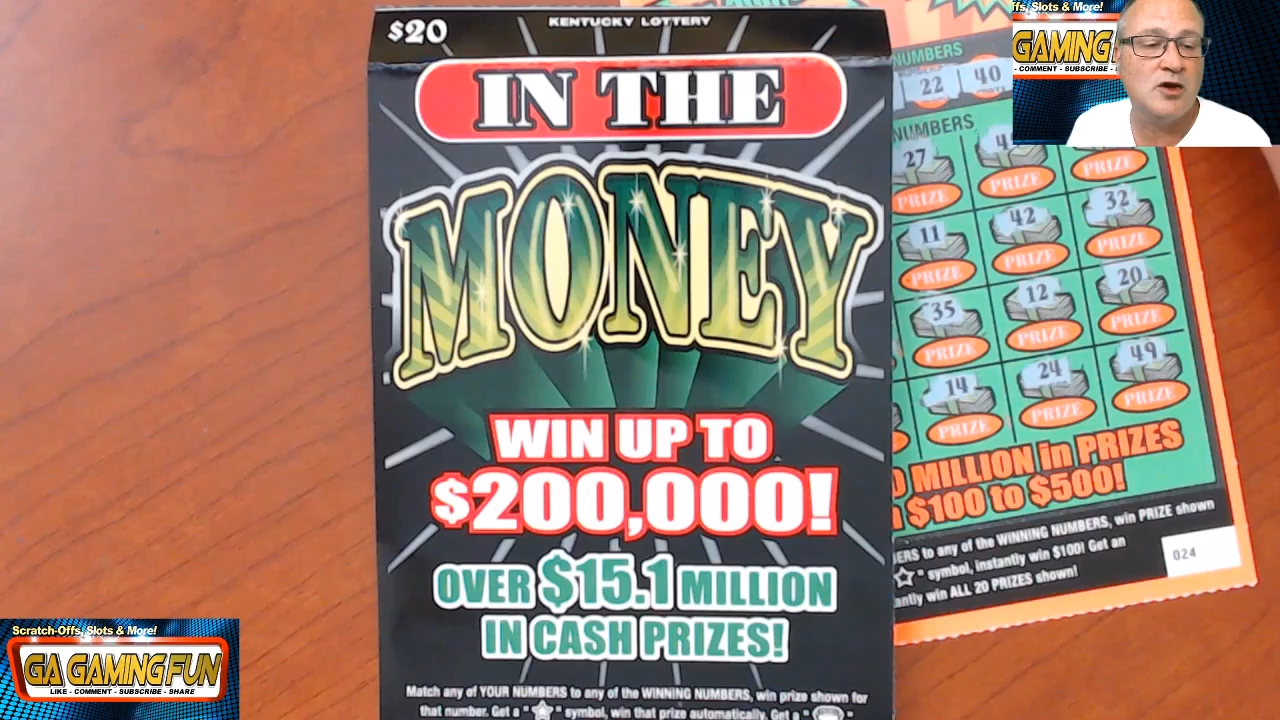 $20
KENTUCKY LOTTERY
IN THE
MONEY
WIN UP TO
$200,000!
OVER $15.1 MILLION
IN CASH PRIZES!
Match any of YOUR NUMBERS to any of the WINNING NUMBERS, win prize shown for
that number. Get a " " symbol, win that prize automatically. Get a " "
NUMBERS
22 40
NUMBERS
27
PRIZE PRIZE PRIZE
11 42 32
PRIZE PRIZE PRIZE
35 12 20
PRIZE PRIZE PRIZE
14 24 49
PRIZE PRIZE PRIZE
MILLION in PRIZES
$100 to $500!
to any of the WINNING NUMBERS, win PRIZE shown
" symbol, instantly win $100! Get an
win ALL 20 PRIZES shown!
024
Slots & More!
GAMING
- COMMENT - SUBSCRIBE -
Scratch-Offs, Slots & More!
GA GAMINGFUN
LIKE - COMMENT - SUBSCRIBE - SHARE